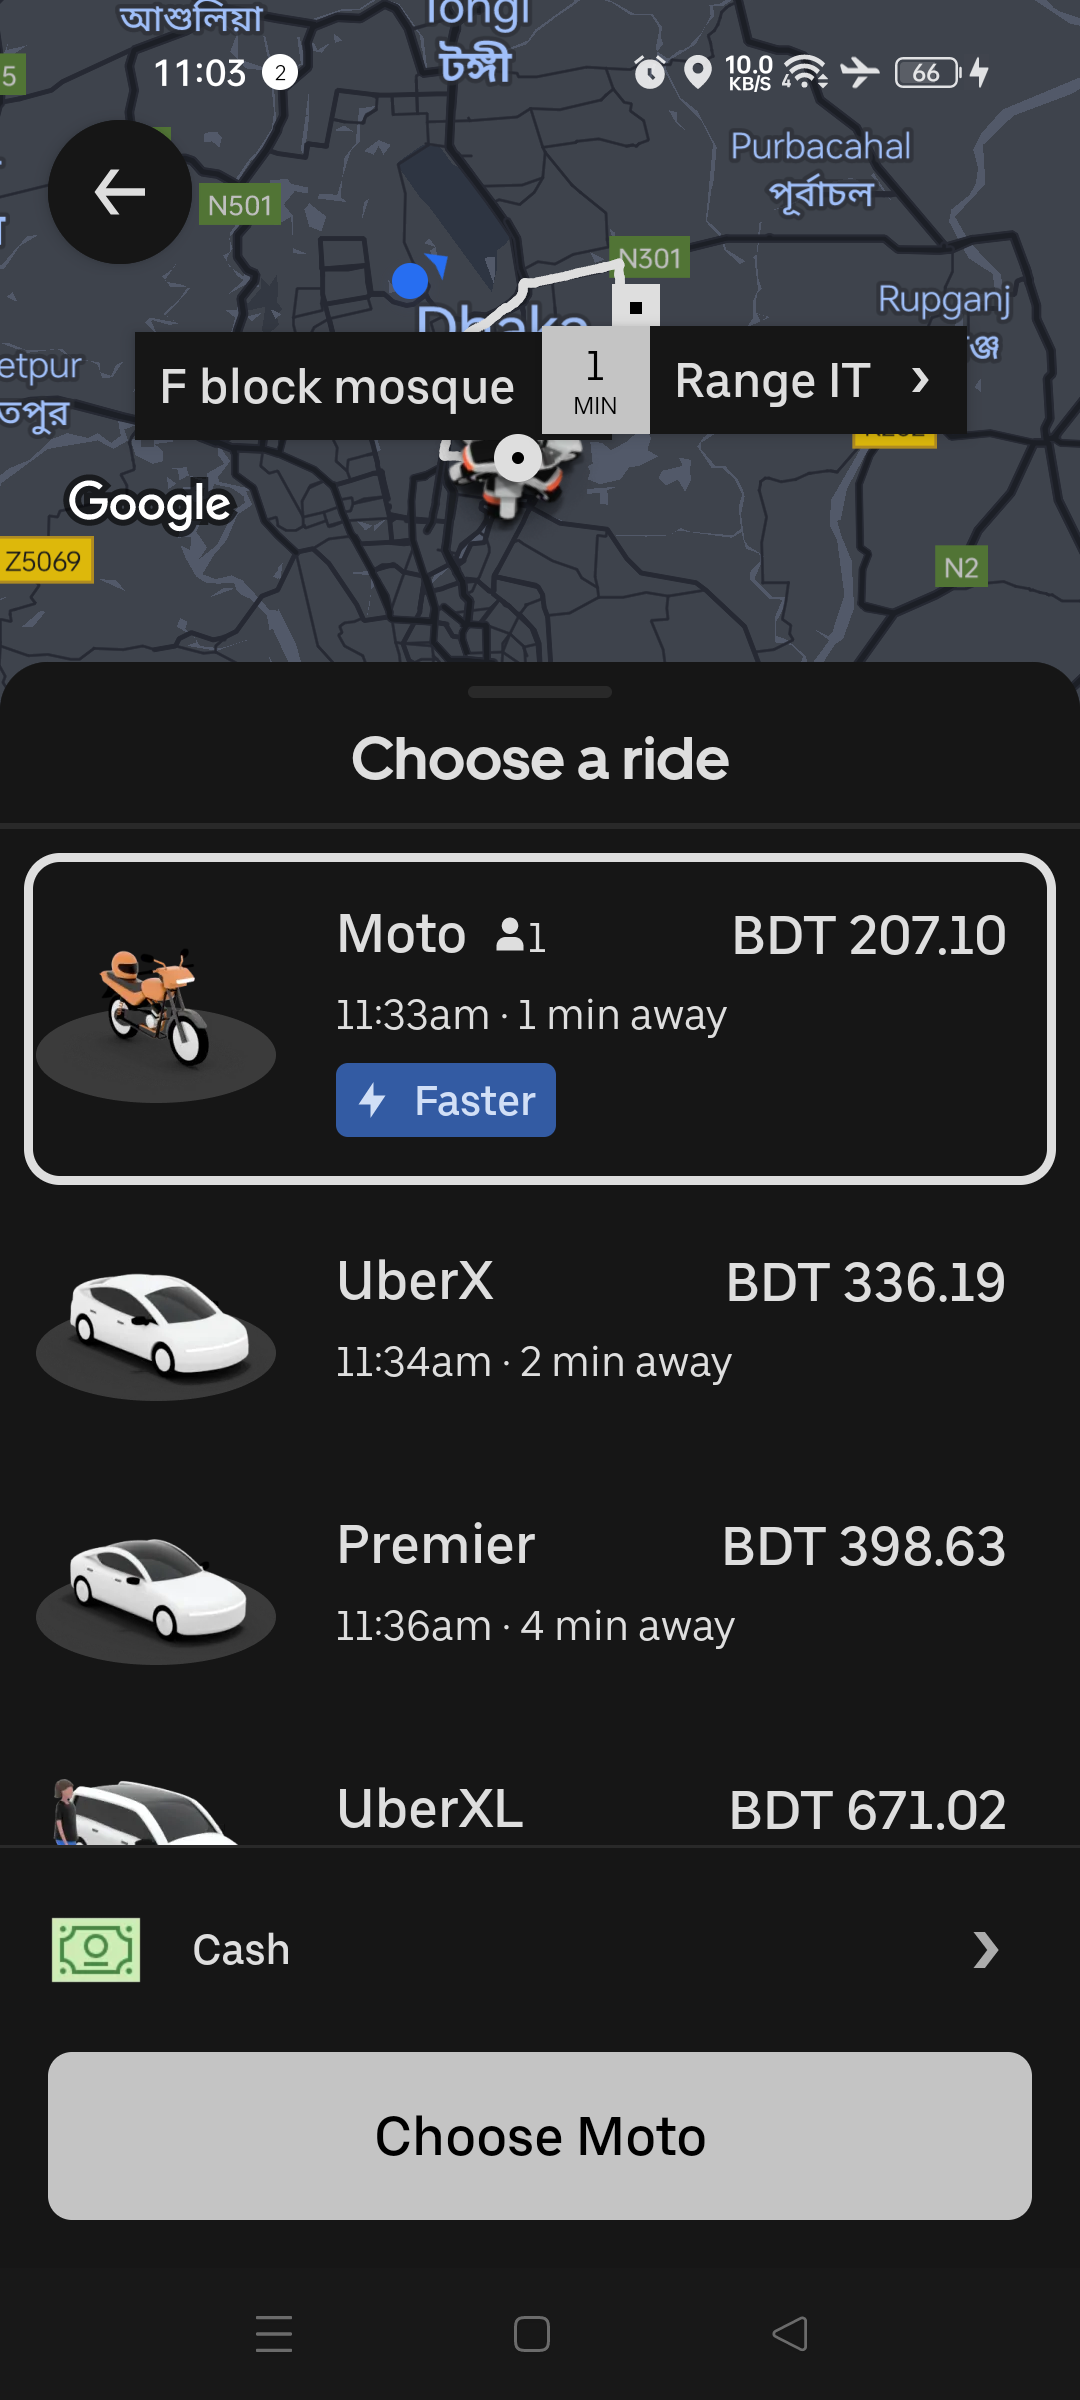 আশুলিয়া
Tongi
টঙ্গী
11:03 2
10.0
KB/S
4
66
5
Purbacahal
পূর্বাচল
N501
N301
Rupganj
Dhaka
etpur
তপুর
F block mosque
1
MIN
Range IT
ঞ্জ
Google
Z5069
N2
Choose a ride
Moto 1 BDT 207.10
11:33am · 1 min away
Faster
UberX BDT 336.19
11:34am · 2 min away
Premier BDT 398.63
11:36am · 4 min away
UberXL BDT 671.02
Cash
Choose Moto